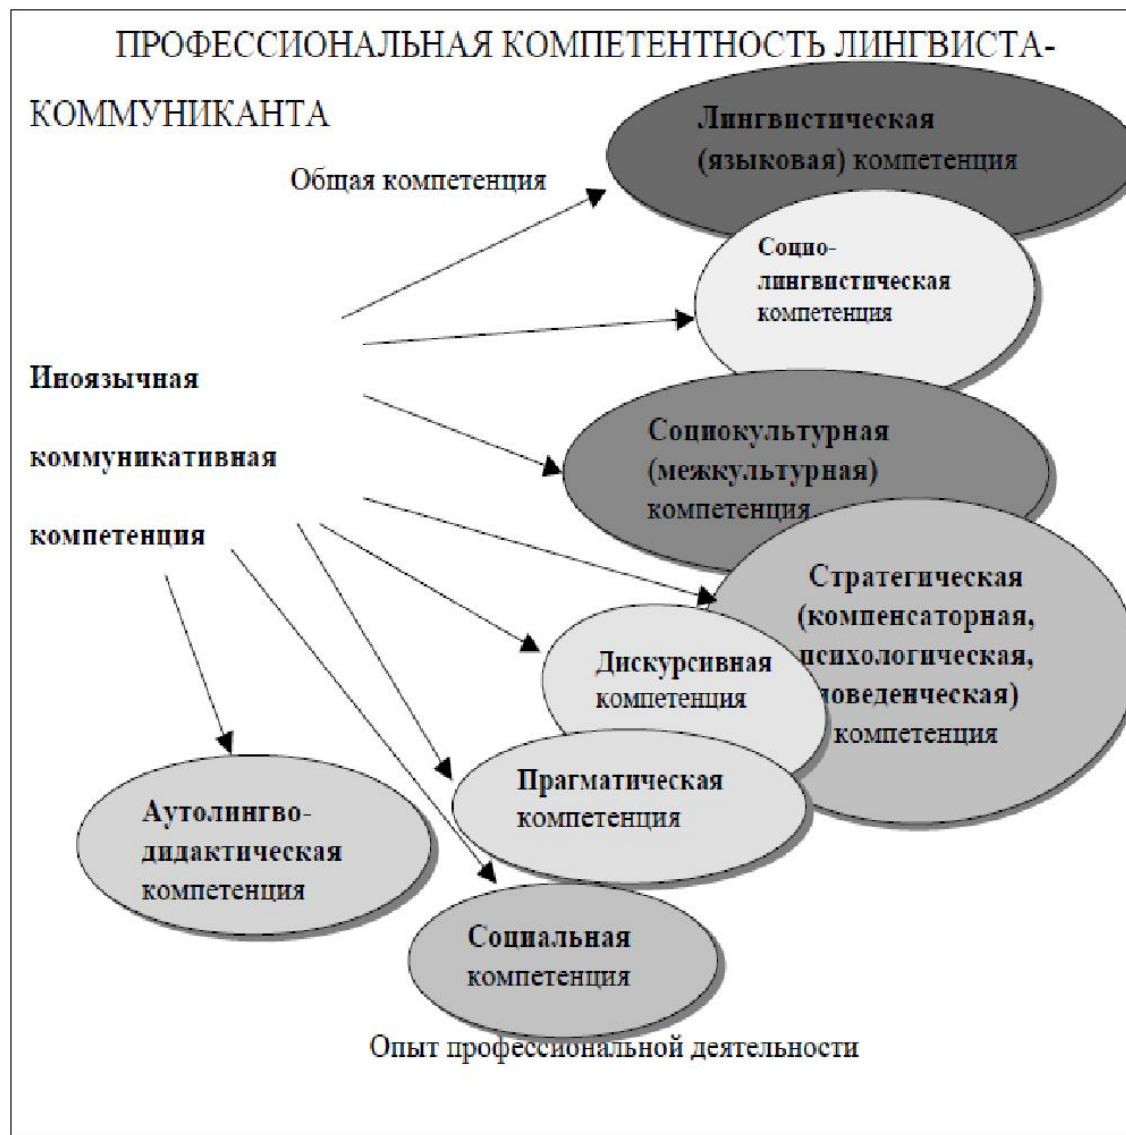 ПРОФЕССИОНАЛЬНАЯ КОМПЕТЕНТНОСТЬ ЛИНГВИСТА-
КОММУНИКАНТА
Общая компетенция
Лингвистическая
(языковая) компетенция
Социо-
лингвистическая
компетенция
Иноязычная
коммуникативная
компетенция
Социокультурная
(межкультурная)
компетенция
Стратегическая
(компенсаторная,
психологическая,
поведенческая)
компетенция
Дискурсивная
компетенция
Прагматическая
компетенция
Аутолингво-
дидактическая
компетенция
Социальная
компетенция
Опыт профессиональной деятельности